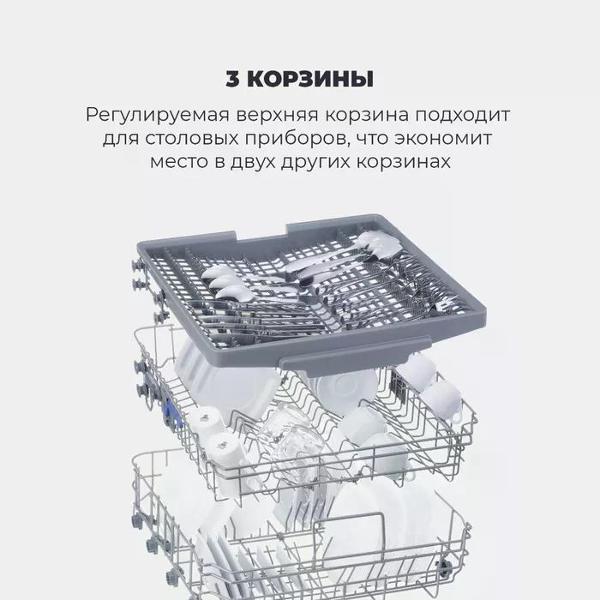 3 КОРЗИНЫ
Регулируемая верхняя корзина подходит
для столовых приборов, что экономит
место в двух других корзинах